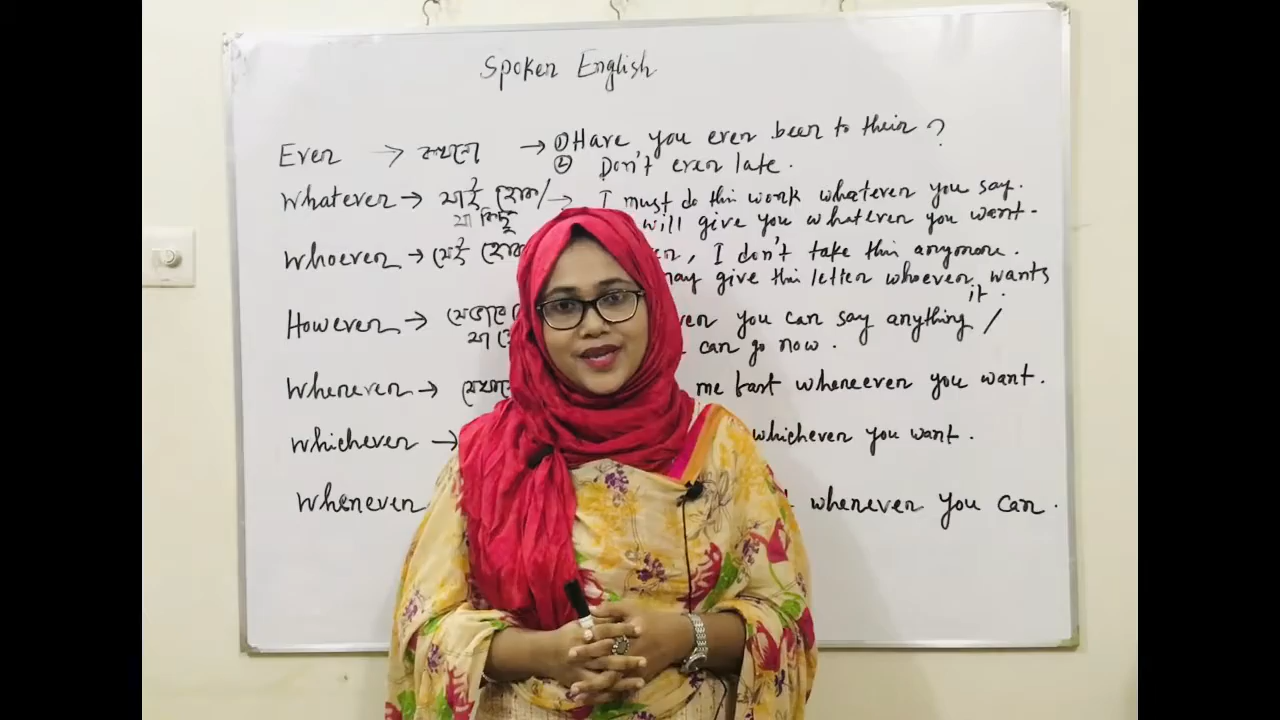 Spoken English
Ever → কখনো → ① Have you ever been to their ?
② Don't ever late .
Whatever → যাই হোক/ → I must do this work whatever you say .
যা কিছু will give you whatever you want .
Whoever → যেই হোক , I don't take this anymore .
may give this letter whoever wants
it .
However → you can say anything /
can go now .
Whenever → me bart wheneever you want .
Whichever → whichever you want .
Whenever whenever you can .